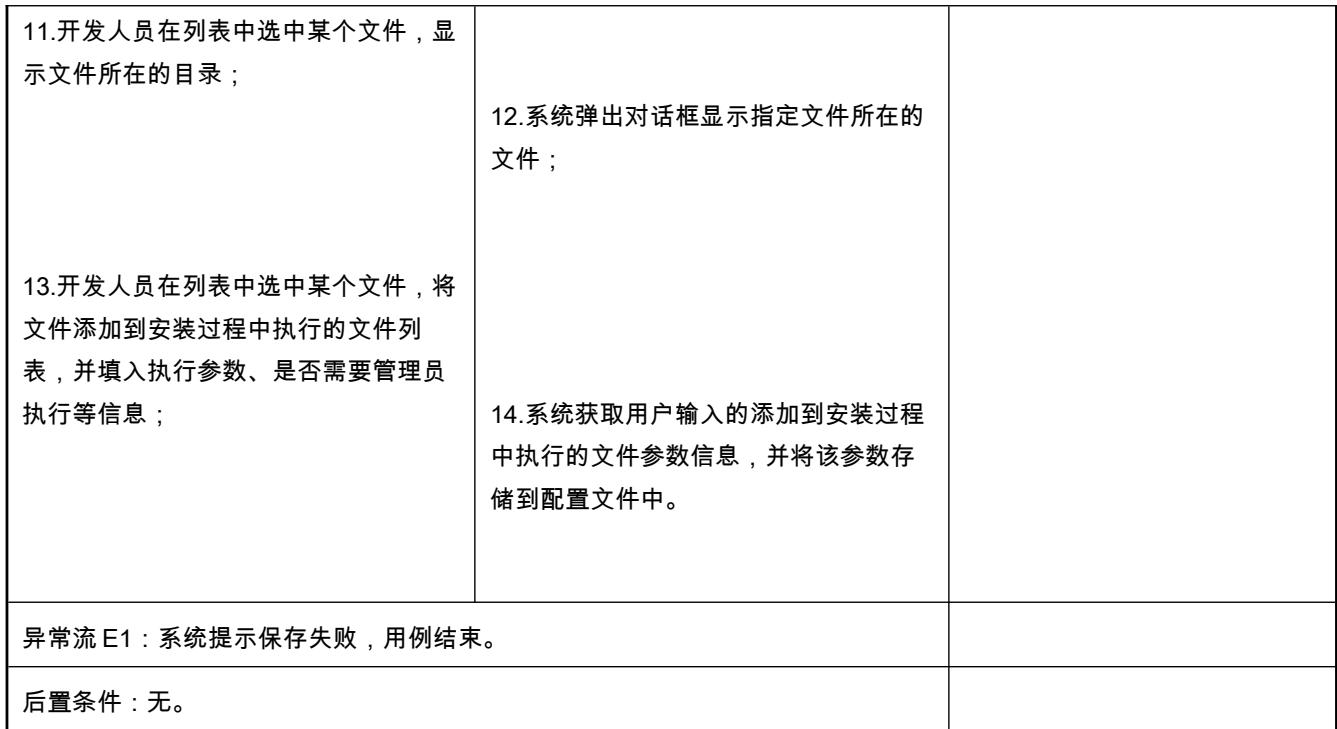 11.开发人员在列表中选中某个文件，显
示文件所在的目录；
12.系统弹出对话框显示指定文件所在的
文件；
13.开发人员在列表中选中某个文件，将
文件添加到安装过程中执行的文件列
表，并填入执行参数、是否需要管理员
执行等信息；
14.系统获取用户输入的添加到安装过程
中执行的文件参数信息，并将该参数存
储到配置文件中。
异常流 E1：系统提示保存失败，用例结束。
后置条件：无。